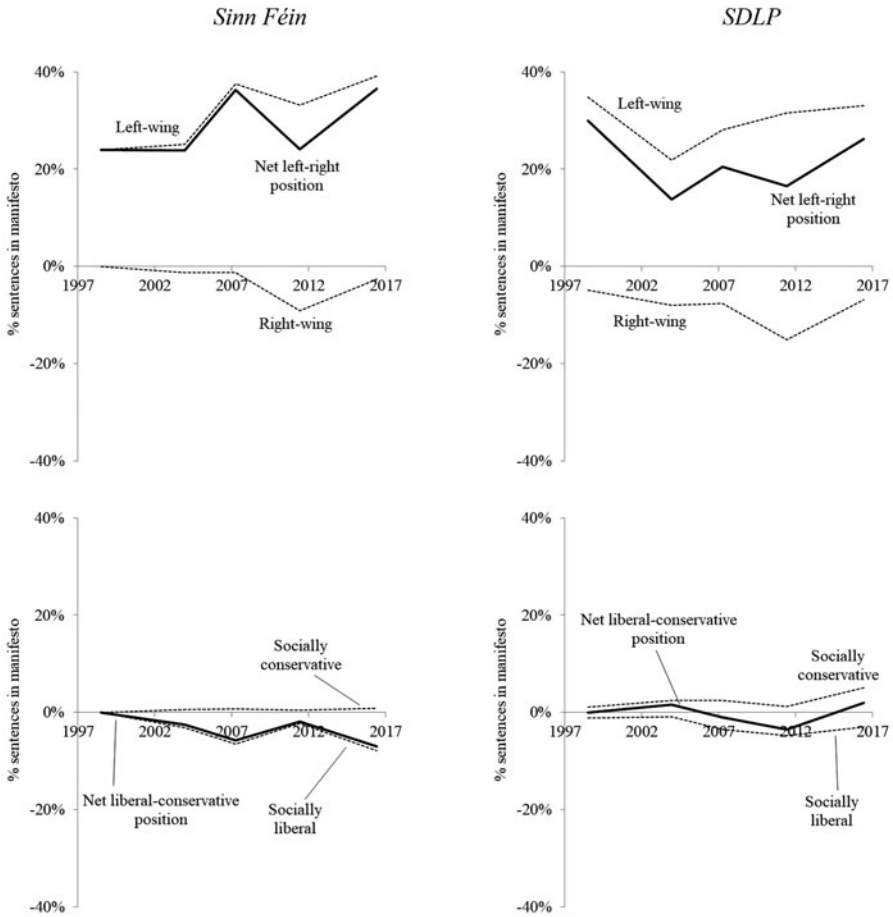 Sinn Féin
SDLP
% sentences in manifesto
40%
20%
0%
-20%
-40%
1997 2002 2007 2012 2017
Left-wing
Net left-right
position
Right-wing
% sentences in manifesto
40%
20%
0%
-20%
-40%
1997 2002 2007 2012 2017
Left-wing
Net left-right
position
Right-wing
% sentences in manifesto
40%
20%
0%
-20%
-40%
1997 2002 2007 2012 2017
Socially
conservative
Net liberal-conservative
position
Socially
liberal
% sentences in manifesto
40%
20%
0%
-20%
-40%
1997 2002 2007 2012 2017
Net liberal-conservative
position
Socially
conservative
Socially
liberal